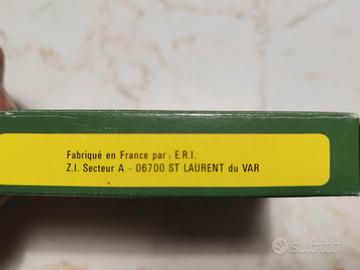 Fabriqué en France par : E.R.I.
Z.I. Secteur A - 06700 ST LAURENT du VAR
subito